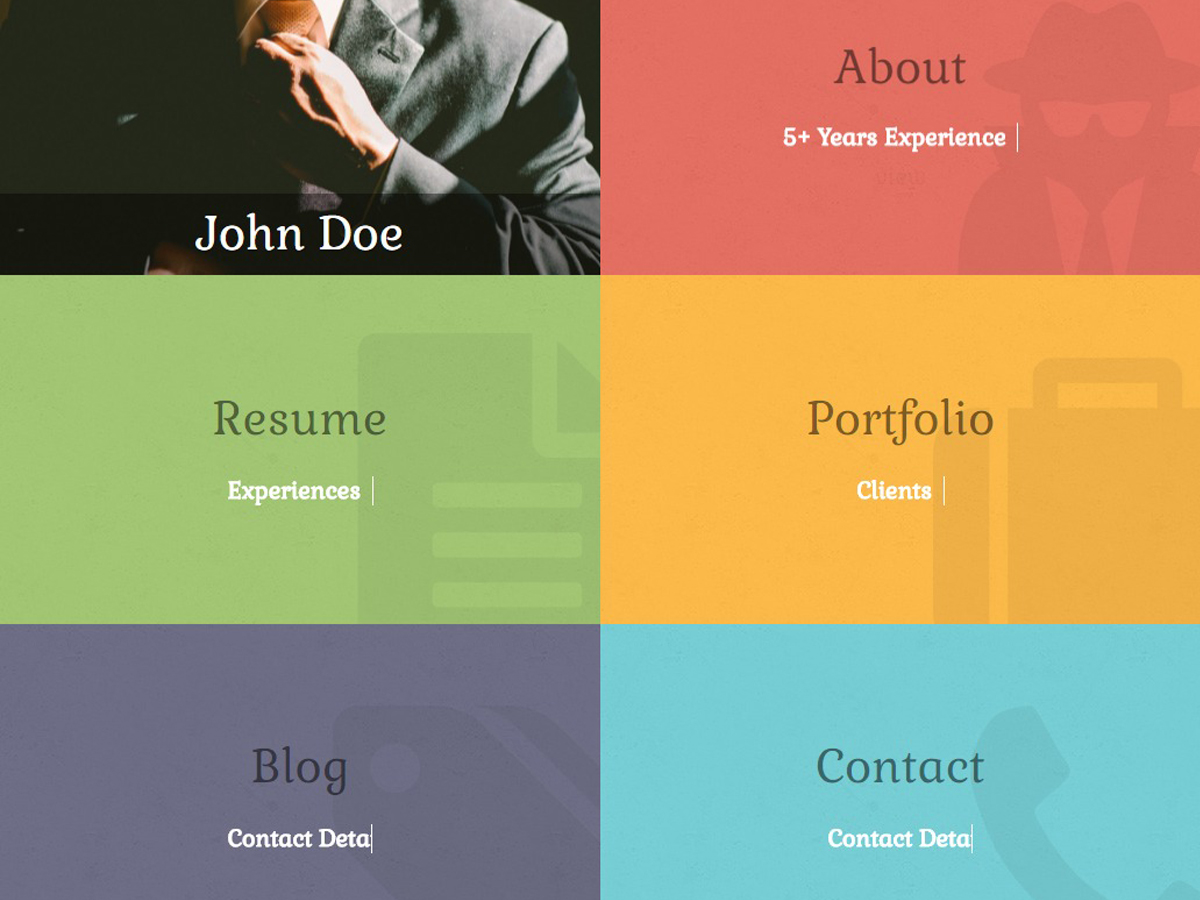 John Doe
About
5+ Years Experience
Resume
Experiences
Portfolio
Clients
Blog
Contact Deta
Contact
Contact Deta